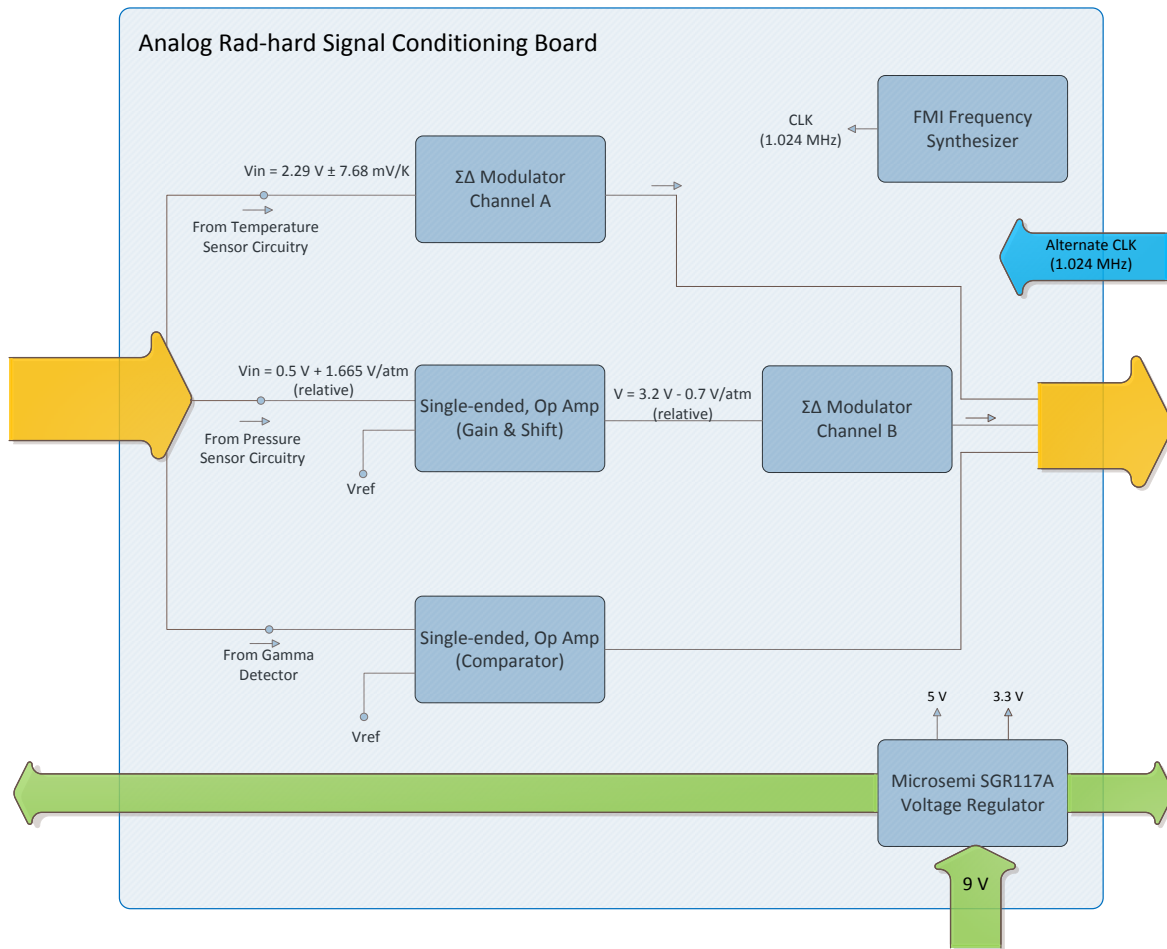 Analog Rad-hard Signal Conditioning Board
FMI Frequency
Synthesizer
CLK
(1.024 MHz)
ΣΔ Modulator
Channel A
Vin = 2.29 V ± 7.68 mV/K
From Temperature
Sensor Circuitry
Alternate CLK
(1.024 MHz)
Vin = 0.5 V + 1.665 V/atm
(relative)
From Pressure
Sensor Circuitry
Single-ended, Op Amp
(Gain & Shift)
Vref
V = 3.2 V - 0.7 V/atm
(relative)
ΣΔ Modulator
Channel B
From Gamma
Detector
Single-ended, Op Amp
(Comparator)
Vref
5 V
3.3 V
Microsemi SGR117A
Voltage Regulator
9 V